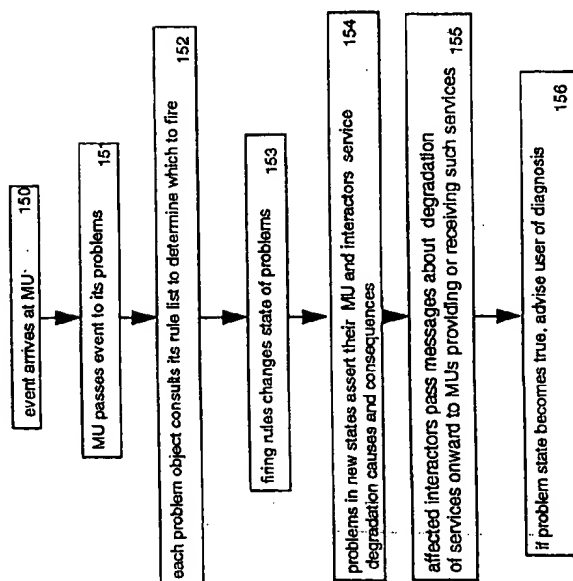 event arrives at MU 150
MU passes event to its problems 151
each problem object consults its rule list to determine which to fire 152
firing rules changes state of problems 153
problems in new states assert their MU and interactors service 154
degradation causes and consequences
affected interactors pass messages about degradation 155
of services onward to MUs providing or receiving such services
if problem state becomes true, advise user of diagnosis 156